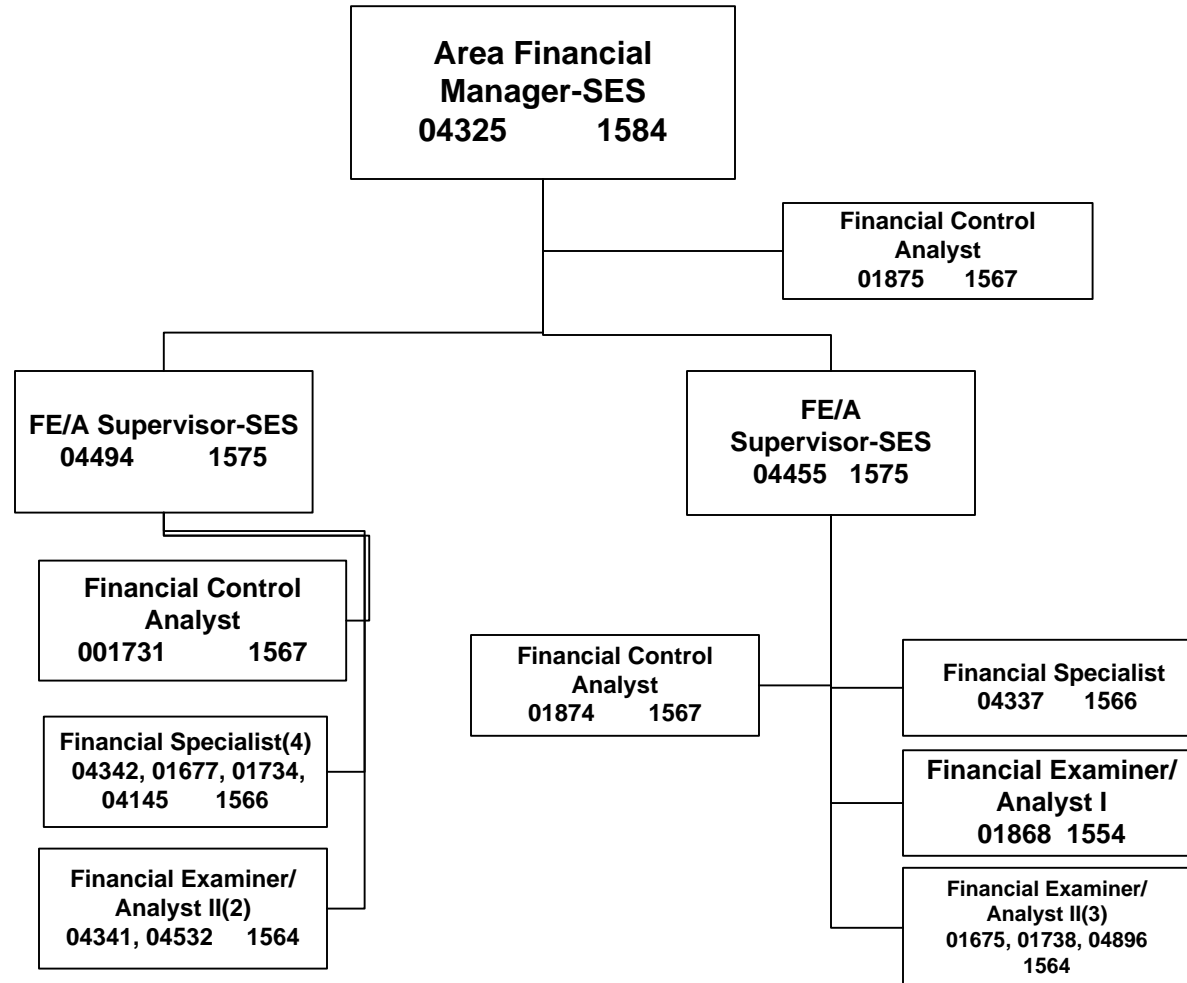 Area Financial
Manager-SES
04325 1584
Financial Control
Analyst
01875 1567
FE/A Supervisor-SES
04494 1575
Financial Control
Analyst
001731 1567
Financial Specialist(4)
04342, 01677, 01734,
04145 1566
Financial Examiner/
Analyst II(2)
04341, 04532 1564
FE/A
Supervisor-SES
04455 1575
Financial Control
Analyst
01874 1567
Financial Specialist
04337 1566
Financial Examiner/
Analyst I
01868 1554
Financial Examiner/
Analyst II(3)
01675, 01738, 04896
1564